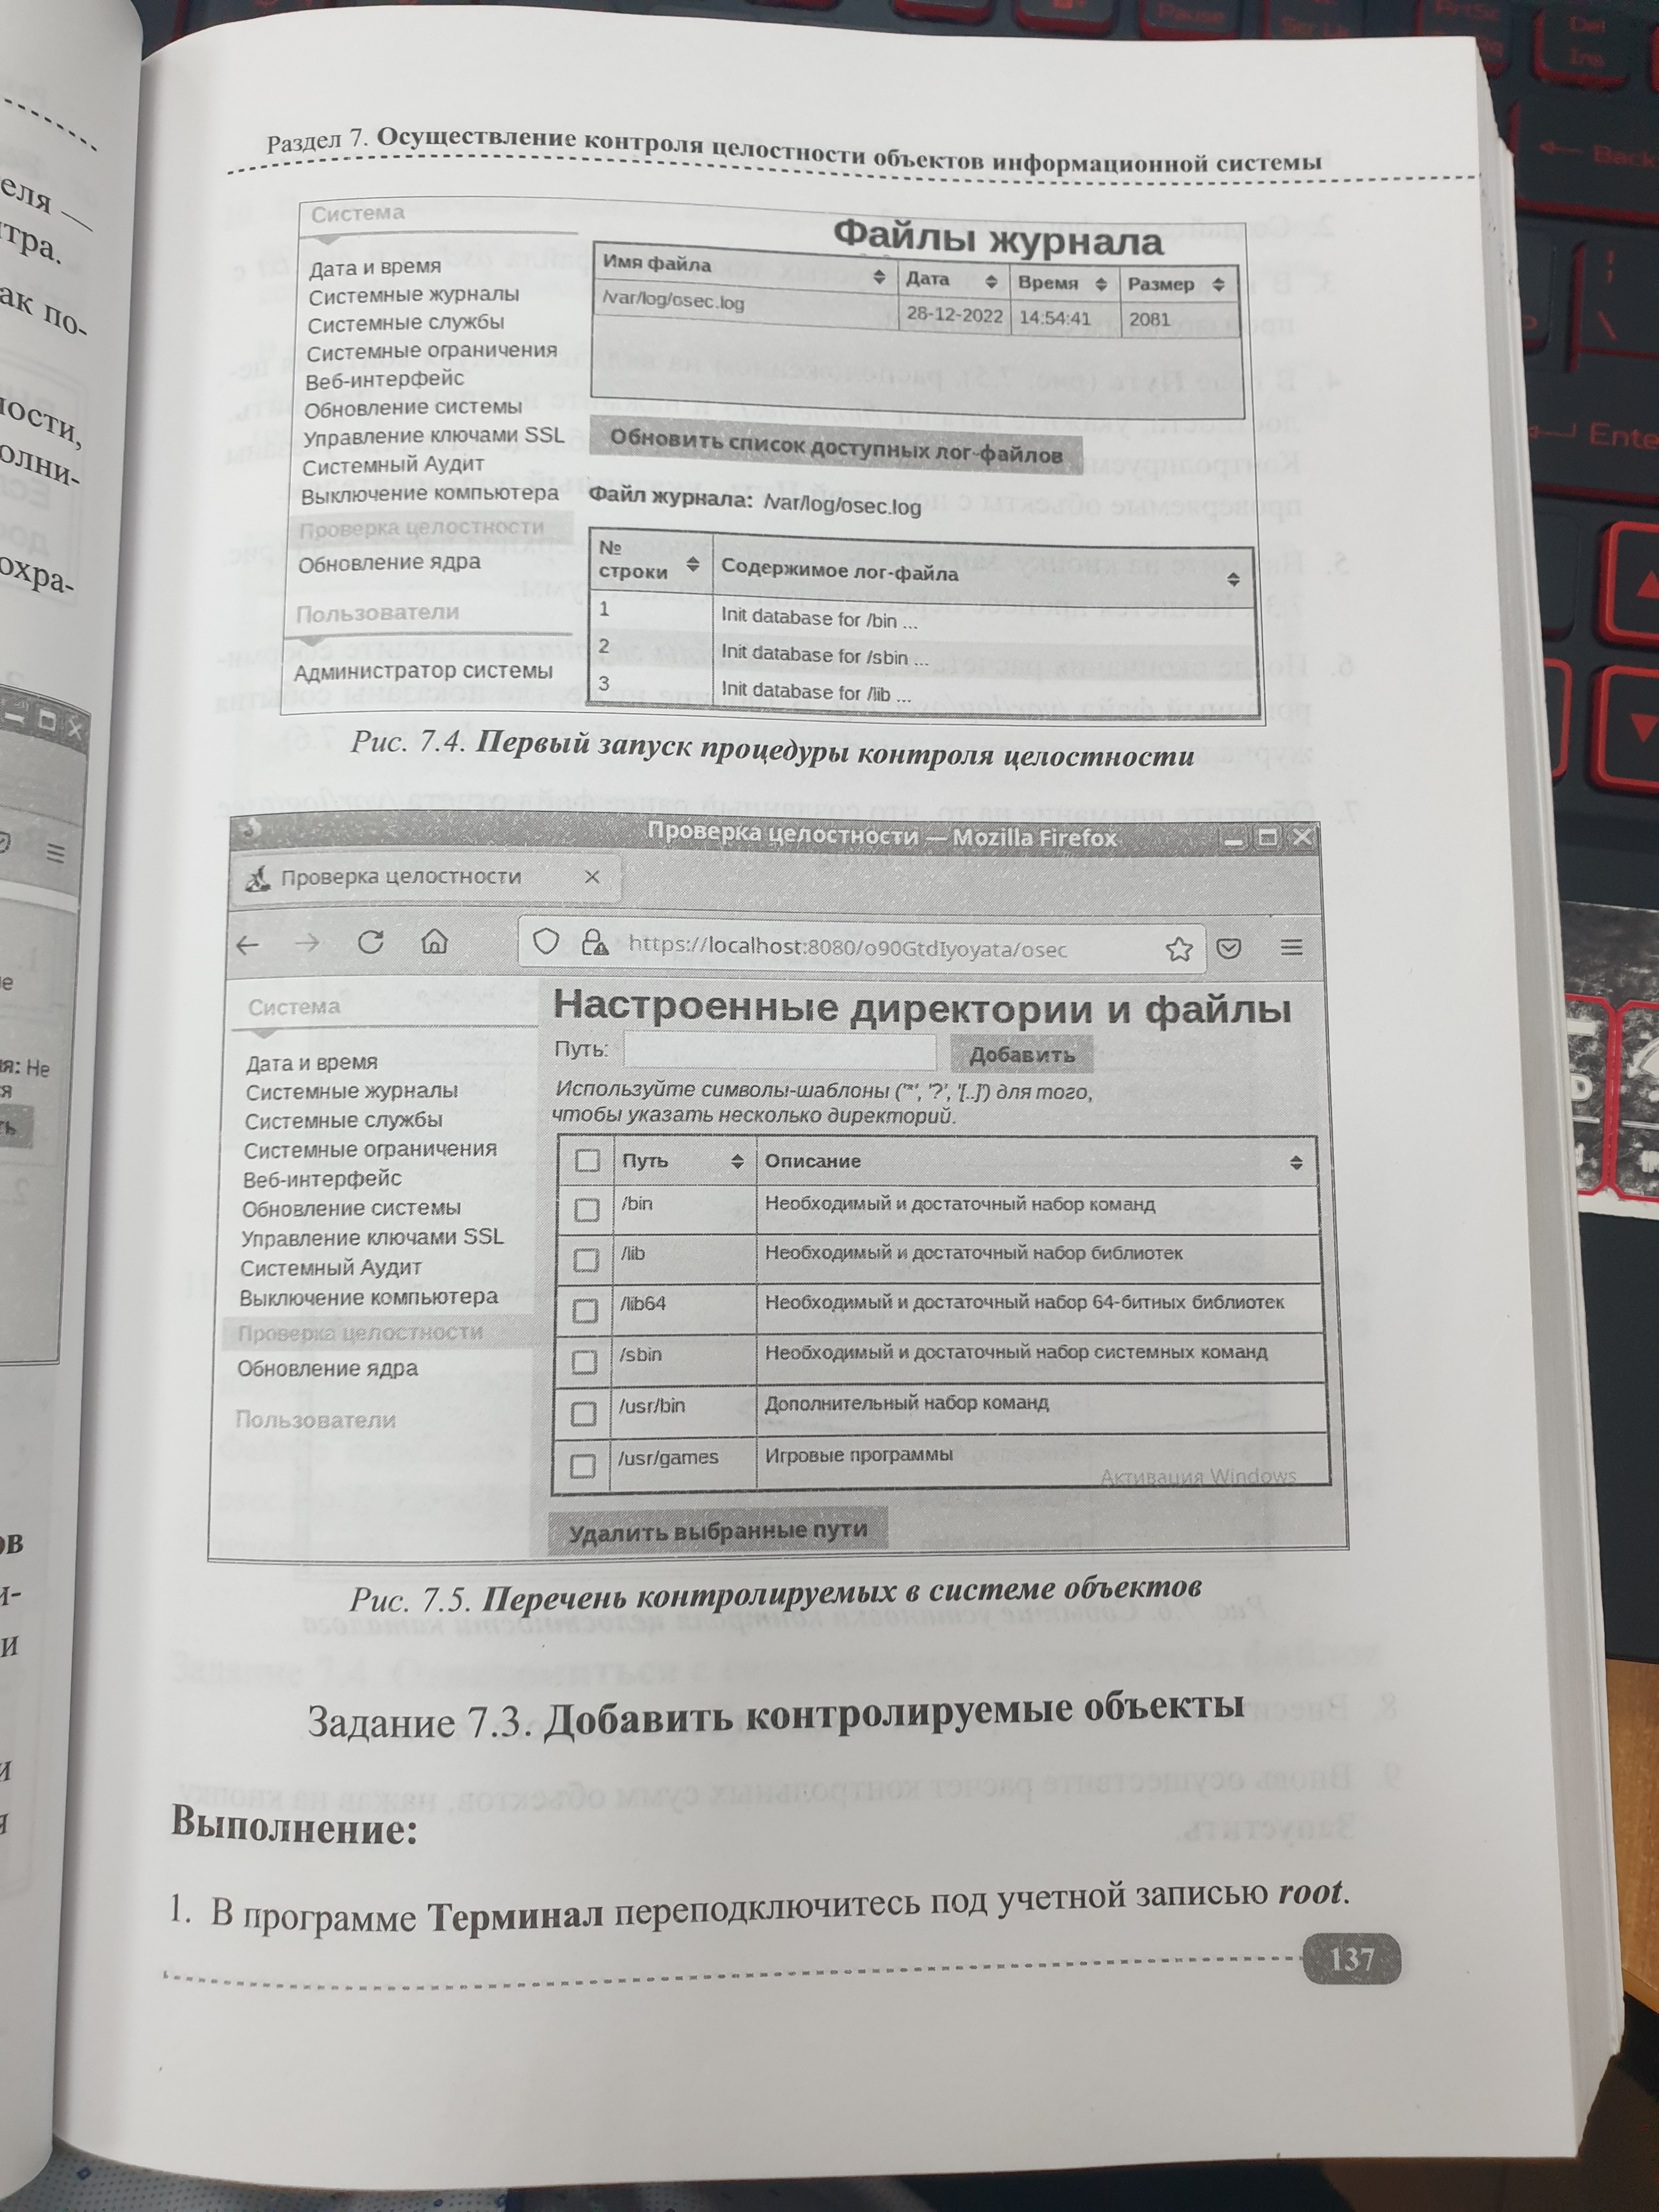 Раздел 7. Осуществление контроля целостности объектов информационной системы
Система
Дата и время
Системные журналы
Системные службы
Системные ограничения
Веб-интерфейс
Обновление системы
Управление ключами SSL
Системный Аудит
Выключение компьютера
Проверка целостности
Обновление ядра
Пользователи
Администратор системы
Файлы журнала
Имя файла Дата Время Размер
/var/log/osec.log 28-12-2022 14:54:41 2081
Обновить список доступных лог-файлов
Файл журнала: /var/log/osec.log
№ строки Содержимое лог-файла
1 Init database for /bin ...
2 Init database for /sbin ...
3 Init database for /lib ...
Рис. 7.4. Первый запуск процедуры контроля целостности
Проверка целостности — Mozilla Firefox
Проверка целостности
https://localhost:8080/o90GtdIyoyata/osec
Система
Дата и время
Системные журналы
Системные службы
Системные ограничения
Веб-интерфейс
Обновление системы
Управление ключами SSL
Системный Аудит
Выключение компьютера
Проверка целостности
Обновление ядра
Пользователи
Настроенные директории и файлы
Путь: Добавить
Используйте символы-шаблоны ('*', '?', '[..]') для того,
чтобы указать несколько директорий.
Путь Описание
/bin Необходимый и достаточный набор команд
/lib Необходимый и достаточный набор библиотек
/lib64 Необходимый и достаточный набор 64-битных библиотек
/sbin Необходимый и достаточный набор системных команд
/usr/bin Дополнительный набор команд
/usr/games Игровые программы
Активация Windows
Удалить выбранные пути
Рис. 7.5. Перечень контролируемых в системе объектов
Задание 7.3. Добавить контролируемые объекты
Выполнение:
1. В программе Терминал переподключитесь под учетной записью root.
137
Pause
Del
Ins
Back
Ente